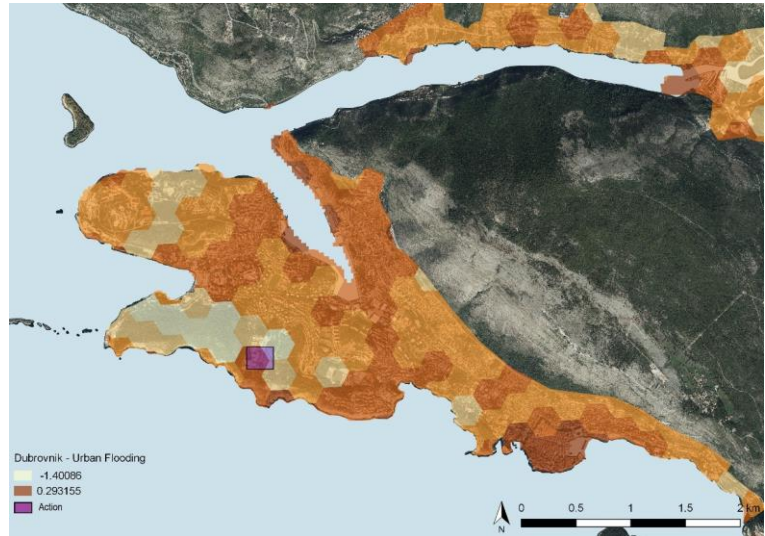 Dubrovnik - Urban Flooding
-1.40086
0.293155
Action
N
0 0.5 1 1.5 2 km